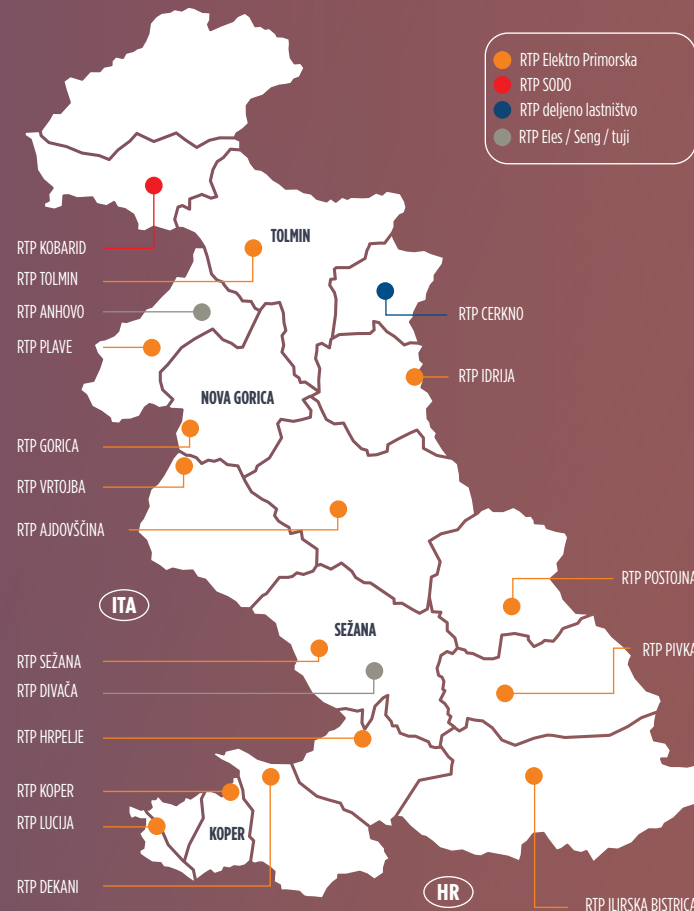 RTP Elektro Primorska
RTP SODO
RTP deljeno lastništvo
RTP Eles / Seng / tuji
TOLMIN
RTP KOBARID
RTP TOLMIN
RTP ANHOVO
RTP CERKNO
RTP PLAVE
RTP IDRIJA
NOVA GORICA
RTP GORICA
RTP VRTOJBA
RTP AJDOVŠČINA
RTP POSTOJNA
ITA
SEŽANA
RTP PIVKA
RTP SEŽANA
RTP DIVAČA
RTP HRPELJE
RTP KOPER
RTP LUCIJA
KOPER
RTP DEKANI
HR
RTP ILIRSKA BISTRICA